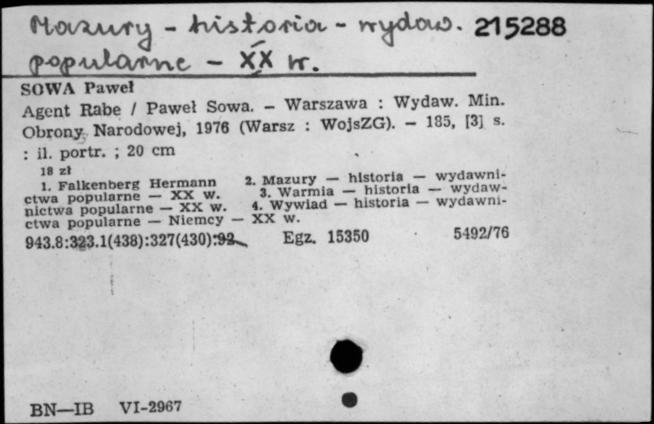 Mazury - historia - wydaw. 215288
popularne - XX w.
SOWA Paweł
Agent Rabe / Paweł Sowa. — Warszawa : Wydaw. Min.
Obrony Narodowej, 1976 (Warsz : WojsZG). — 185, [3] s.
: il. portr. ; 20 cm
18 zł
1. Falkenberg Hermann 2. Mazury — historia — wydawni-
ctwa popularne — XX w. 3. Warmia — historia — wydaw-
nictwa popularne — XX w. 4. Wywiad — historia — wydawni-
ctwa popularne — Niemcy — XX w.
943.8:323.1(438):327(430):92 Egz. 15350 5492/76
BN—IB VI-2967